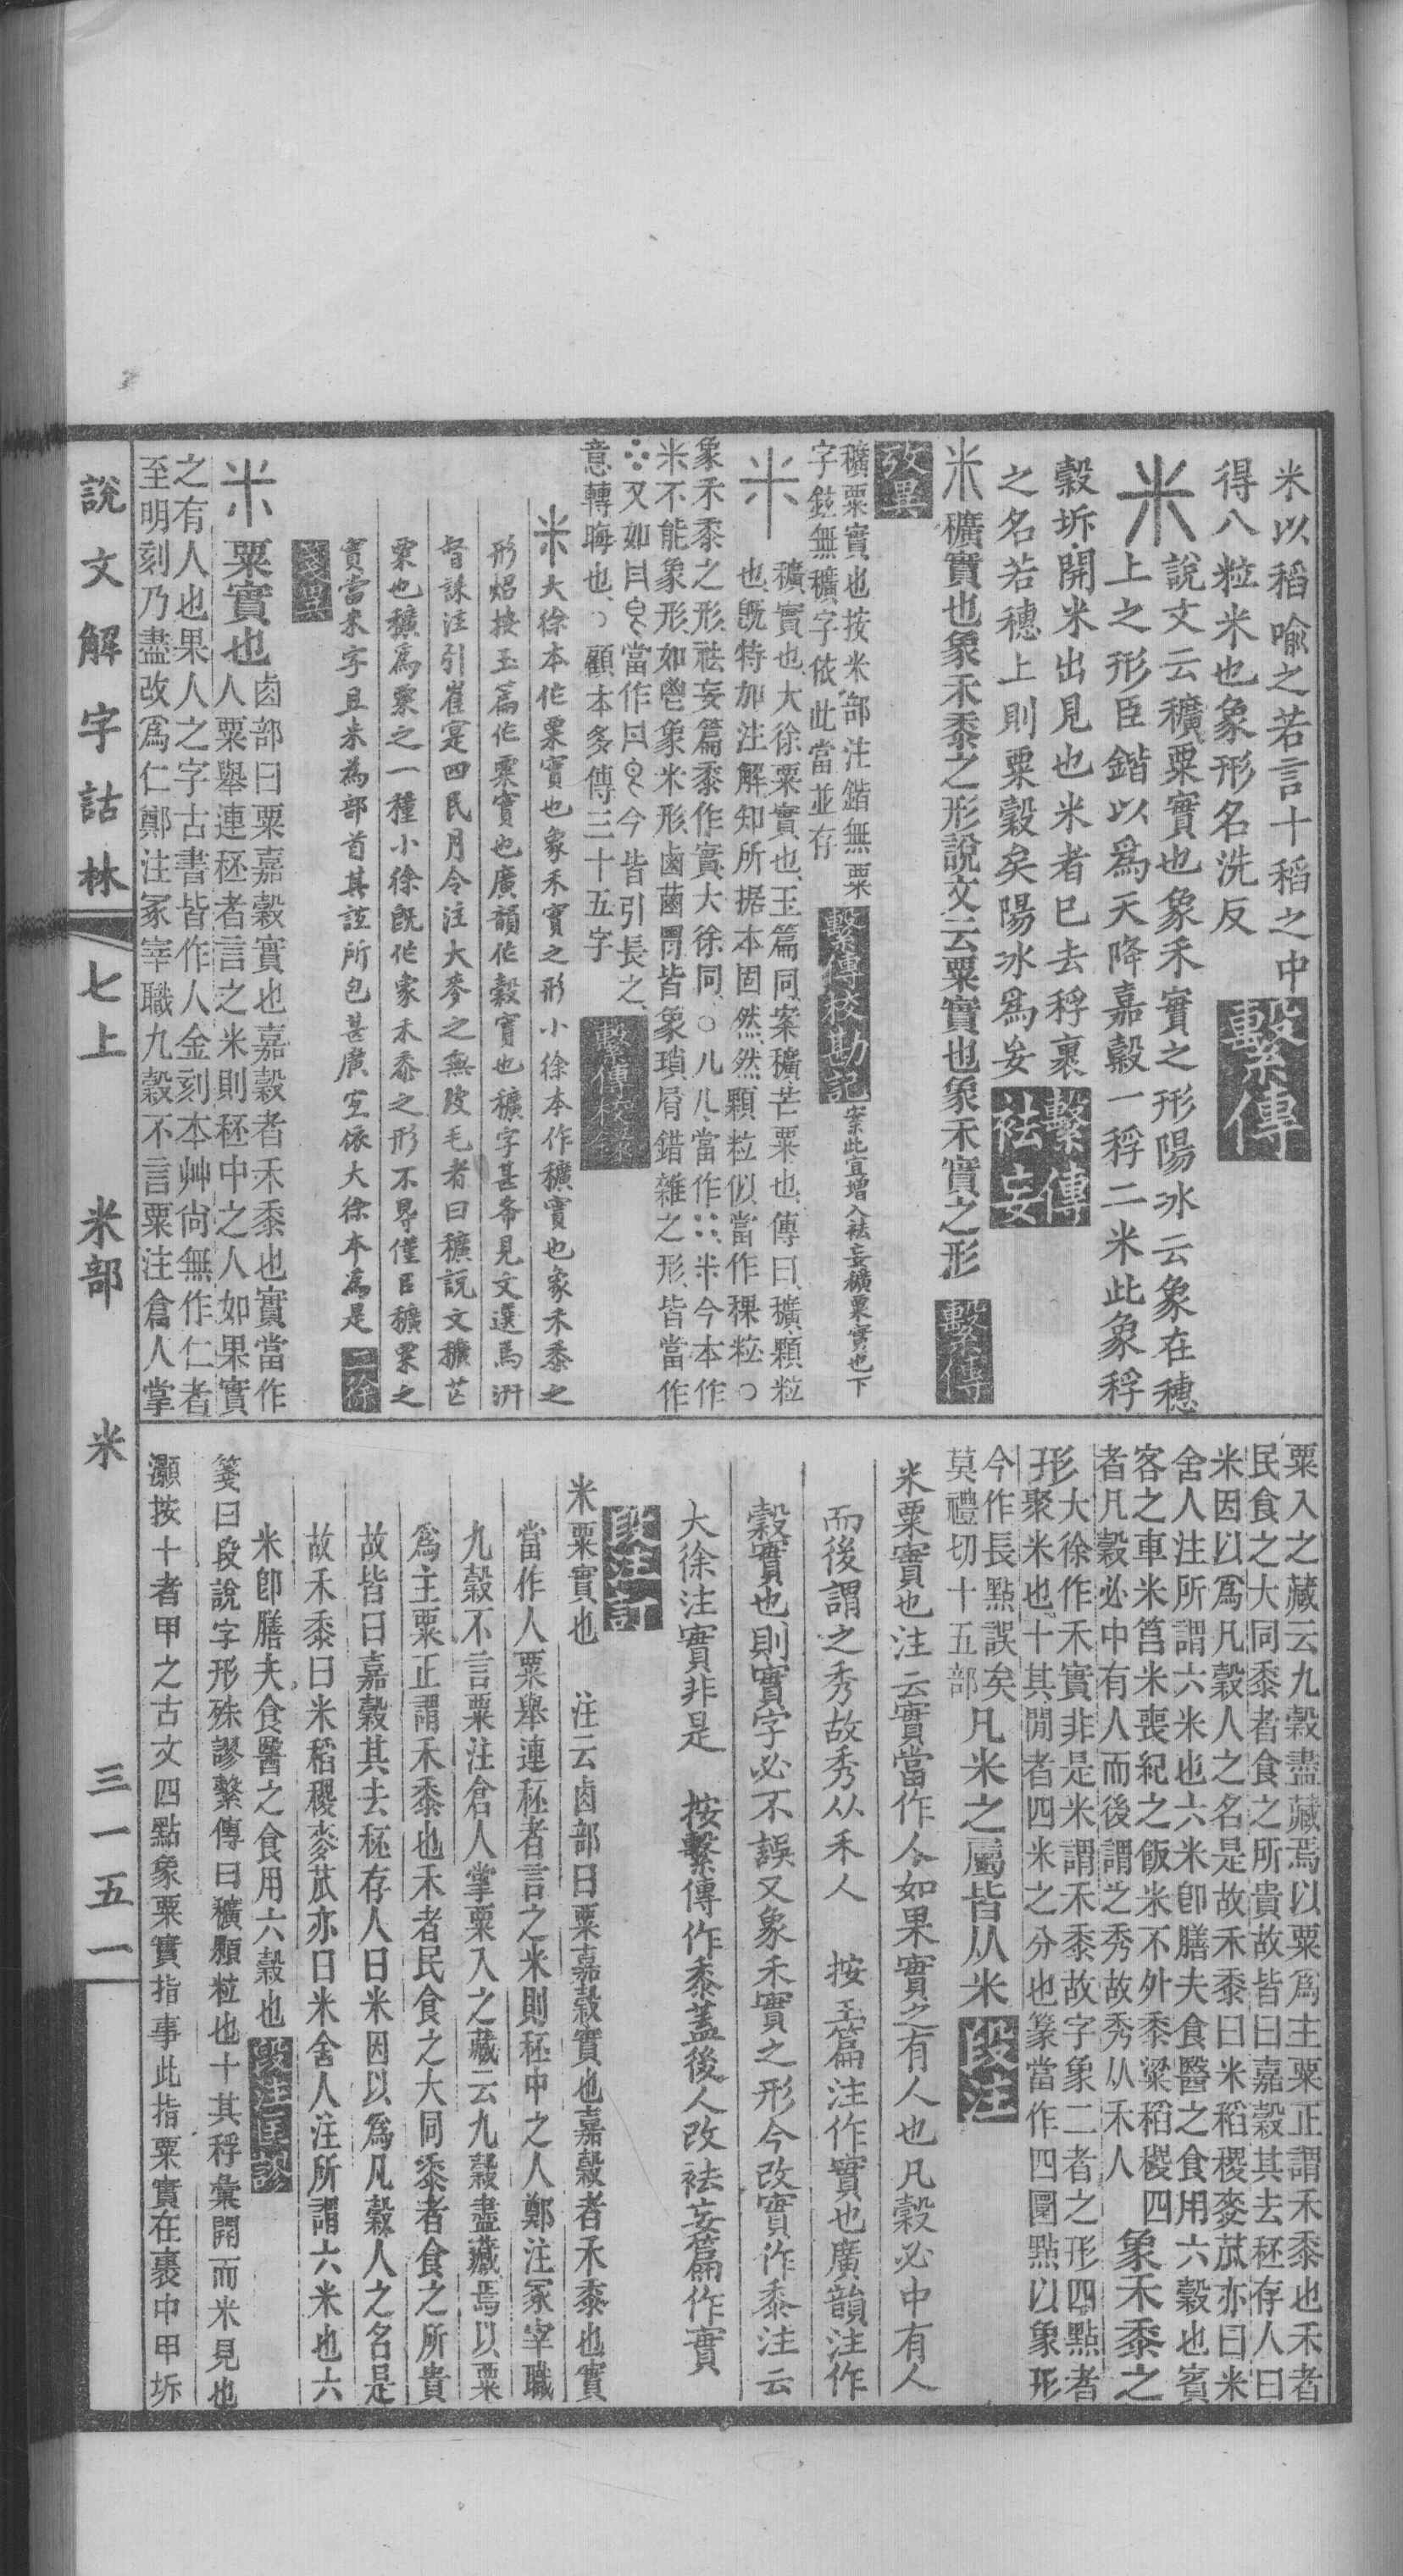 米以稻喩之若言十稻之中
得八粒米也象形名洗反
繫傳
米
說文云穬粟實也象禾實之形陽冰云象在穗
上之形臣鍇以爲天降嘉穀一稃二米此象稃
穀坼開米出見也米者巳去稃裹
之名若穗上則粟穀矣陽冰爲妄
繫傳
祛妄
米穬實也象禾黍之形說文云粟實也象禾實之形
繫傳
攷異
穬粟實也按米部注鍇無粟
字鉉無穬字依此當並存
繫傳校勘記
案此宜增入祛妄穬粟實也下
米
穬實也大徐粟實也玉篇同案穬芒粟也傳曰穬顆粒
也旣特加注解知所据本固然然顆粒似當作稞粒○
象禾黍之形祛妄篇黍作實大徐同○
今本作
米不能象形如鬯象米形鹵𦳊胃皆象瑣屑錯雜之形皆當作
又如
當作
今皆引長之
意轉晦也○顧本多傳三十五字
繫傳校錄
米大徐本作粟實也象禾實之形小徐本作穬實也象禾黍之
形炤按玉篇作粟實也廣韻作穀實也穬字甚希見文選馬汧
督誄注引崔寔四民月令注大麥之無皮毛者曰穬說文穬芒
粟也穬爲粟之一種小徐旣作象禾黍之形不㝵僅㠯穬粟之
實當米字且米爲部首其誼所包甚廣宜依大徐本爲是
二徐
箋異
米粟實也
卥部曰粟嘉穀實也嘉穀者禾黍也實當作
人粟舉連秠者言之米則秠中之人如果實
之有人也果人之字古書皆作人金刻本艸尙無作仁者
至明刻乃盡改爲仁鄭注冢宰職九穀不言粟注倉人掌
粟入之藏云九穀盡藏焉以粟爲主粟正謂禾黍也禾者
民食之大同黍者食之所貴故皆曰嘉穀其去秠存人曰
米因以爲凡穀人之名是故禾黍曰米稻稷麥苽亦曰米
舍人注所謂六米也六米卽膳夫食醫之食用六穀也賓
客之車米筥米喪紀之飯米不外黍粱稻稷四
者凡穀必中有人而後謂之秀故秀从禾人
象禾黍之
形
大徐作禾實非是米謂禾黍故字象二者之形四點者
聚米也十其閒者四米之分也篆當作四圜點以象形
今作長點誤矣
莫禮切十五部
凡米之屬皆从米
段注
米粟實也注云實當作人如果實之有人也凡穀必中有人
而後謂之秀故秀从禾人 按玉篇注作實也廣韻注作
穀實也則實字必不誤又象禾實之形今改實作黍注云
大徐注實非是 按繫傳作黍葢後人改祛妄篇作實
段注訂
米粟實也 注云卥部曰粟嘉穀實也嘉穀者禾黍也實
當作人粟舉連秠者言之米則秠中之人鄭注冢宰職
九穀不言粟注倉人掌粟入之藏云九穀盡藏焉以粟
爲主粟正謂禾黍也禾者民食之大同黍者食之所貴
故皆曰嘉穀其去秠存人曰米因以爲凡穀人之名是
故禾黍曰米稻稷麥苽亦曰米舍人注所謂六米也六
米卽膳夫食醫之食用六穀也
段注匡謬
箋曰段說字形殊謬繫傳曰穬顆粒也十其稃彙開而米見也
灝按十者甲之古文四點象粟實指事此指粟實在裹中甲坼
說文解字詁林
七上
米部
米
三一五一